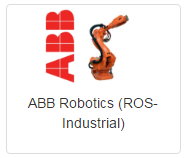 ABB
ABB Robotics (ROS-
Industrial)